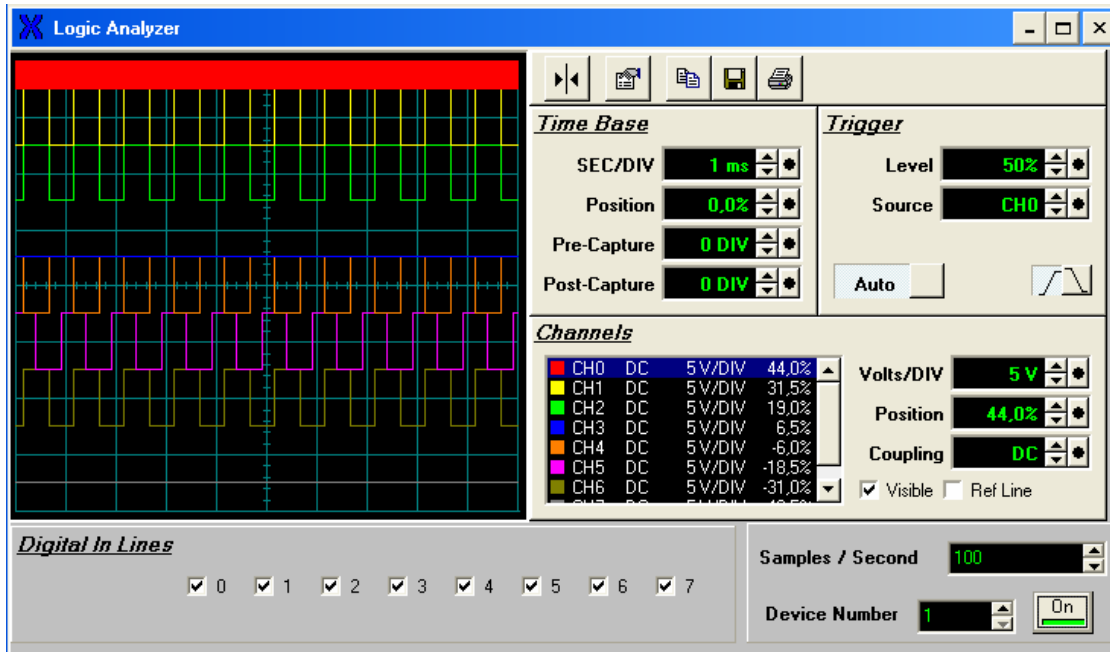 Logic Analyzer
Time Base
SEC/DIV 1 ms
Position 0,0%
Pre-Capture 0 DIV
Post-Capture 0 DIV
Trigger
Level 50%
Source CH0
Auto
Channels
CH0 DC 5 V/DIV 44,0%
CH1 DC 5 V/DIV 31,5%
CH2 DC 5 V/DIV 19,0%
CH3 DC 5 V/DIV 6,5%
CH4 DC 5 V/DIV -6,0%
CH5 DC 5 V/DIV -18,5%
CH6 DC 5 V/DIV -31,0%
Volts/DIV 5 V
Position 44,0%
Coupling DC
Visible Ref Line
Digital In Lines
0 1 2 3 4 5 6 7
Samples / Second 100
Device Number 1
On